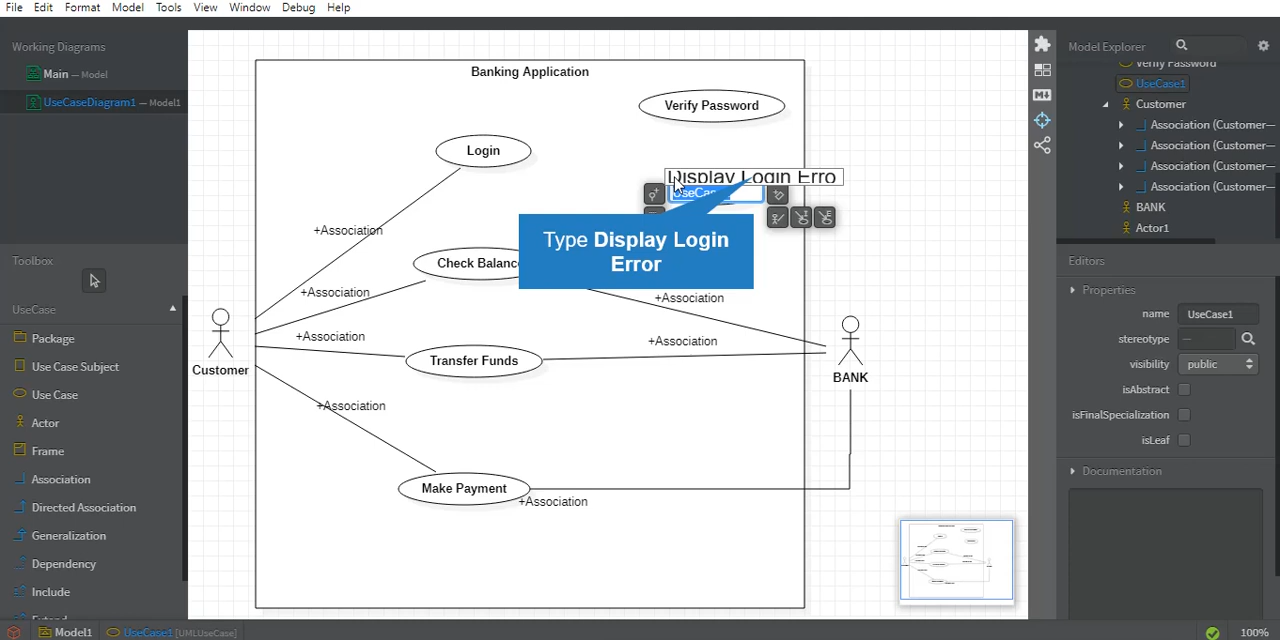 File Edit Format Model Tools View Window Debug Help
Working Diagrams
Main — Model
UseCaseDiagram1 — Model1
Toolbox
UseCase
Package
Use Case Subject
Use Case
Actor
Frame
Association
Directed Association
Generalization
Dependency
Include
Extend
Banking Application
Verify Password
Login
Display Login Erro
UseCase
Type Display Login
Error
+Association
Check Balance
+Association
+Association
+Association
+Association
Transfer Funds
Customer
BANK
+Association
Make Payment
+Association
Model Explorer
Verify Password
UseCase1
Customer
Association (Customer—
Association (Customer—
Association (Customer—
Association (Customer—
BANK
Actor1
Editors
Properties
name UseCase1
stereotype —
visibility public
isAbstract
isFinalSpecialization
isLeaf
Documentation
Model1 UseCase1 [UMLUseCase]
100%